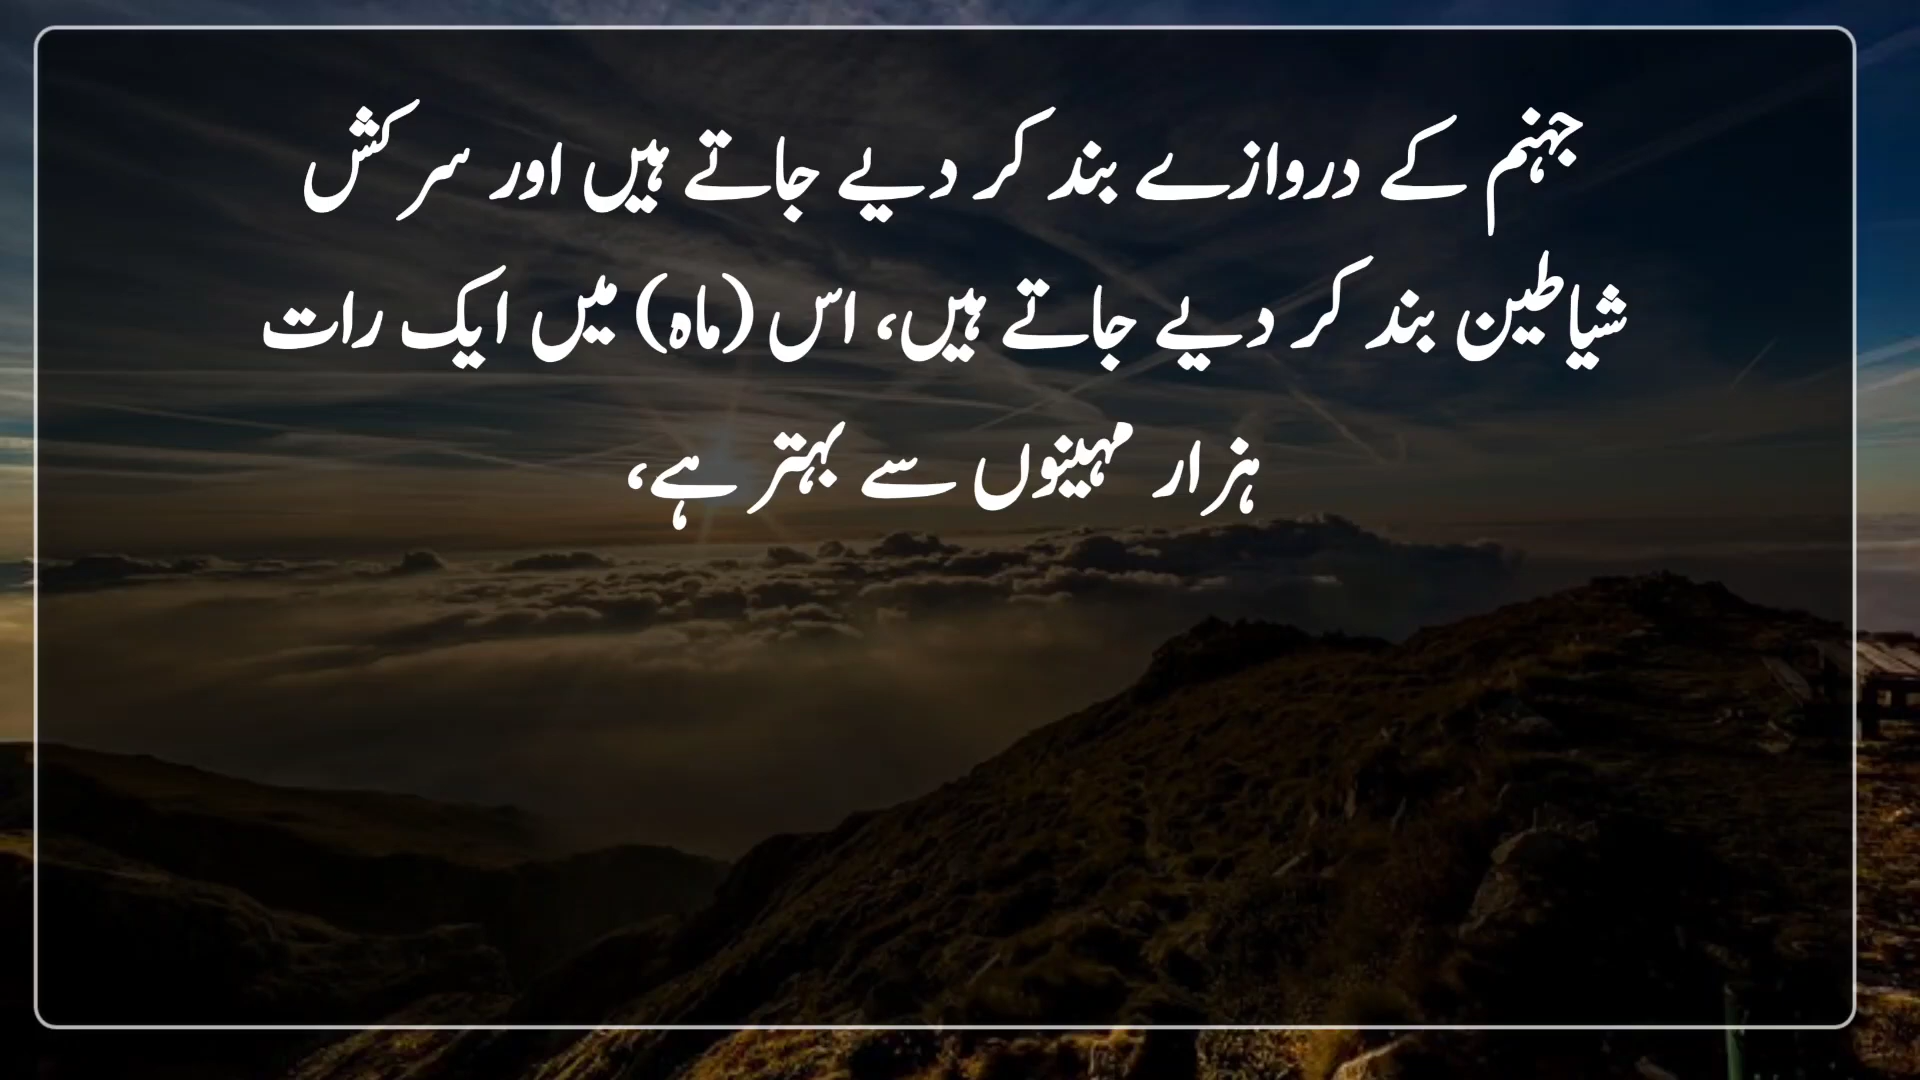 جہنم کے دروازے بند کر دیے جاتے ہیں اور سرکش
شیاطین بند کر دیے جاتے ہیں، اس (ماہ) میں ایک رات
ہزار مہینوں سے بہتر ہے،